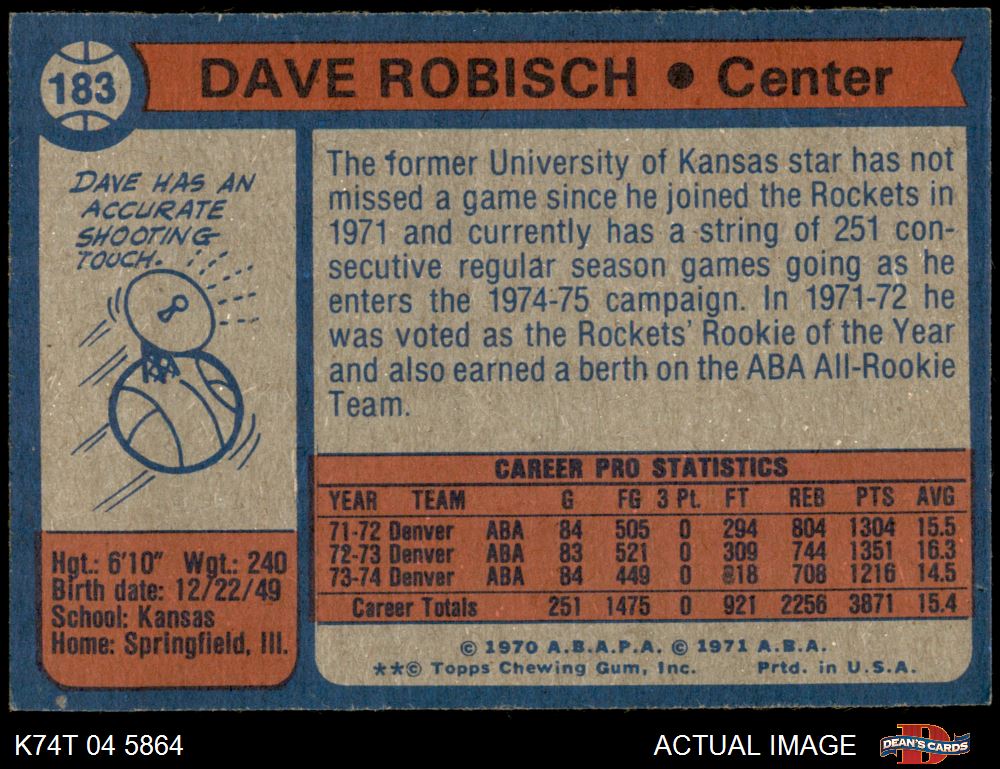 183
DAVE ROBISCH • Center
DAVE HAS AN
ACCURATE
SHOOTING
TOUCH.
The former University of Kansas star has not
missed a game since he joined the Rockets in
1971 and currently has a string of 251 con-
secutive regular season games going as he
enters the 1974-75 campaign. In 1971-72 he
was voted as the Rockets' Rookie of the Year
and also earned a berth on the ABA All-Rookie
Team.
Hgt.: 6'10" Wgt.: 240
Birth date: 12/22/49
School: Kansas
Home: Springfield, Ill.
CAREER PRO STATISTICS
YEAR TEAM G FG 3 Pt. FT REB PTS AVG
71-72 Denver ABA 84 505 0 294 804 1304 15.5
72-73 Denver ABA 83 521 0 309 744 1351 16.3
73-74 Denver ABA 84 449 0 318 708 1216 14.5
Career Totals 251 1475 0 921 2256 3871 15.4
© 1970 A.B.A.P.A. © 1971 A.B.A.
**© Topps Chewing Gum, Inc. Prtd. in U.S.A.
K74T 04 5864
ACTUAL IMAGE
DEAN'S CARDS